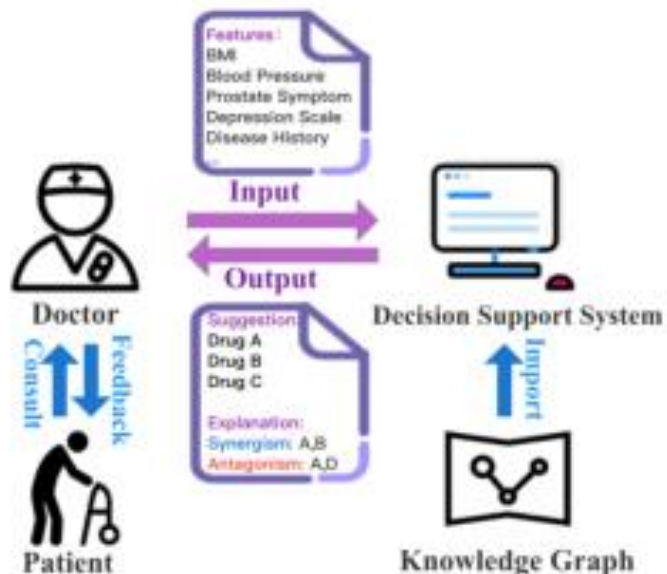 Features:
BMI
Blood Pressure
Prostate Symptom
Depression Scale
Disease History
...
Input
Output
Doctor
Decision Support System
Suggestion:
Drug A
Drug B
Drug C
Explanation:
Synergism: A,B
Antagonism: A,D
Consult
Feedback
Import
Patient
Knowledge Graph